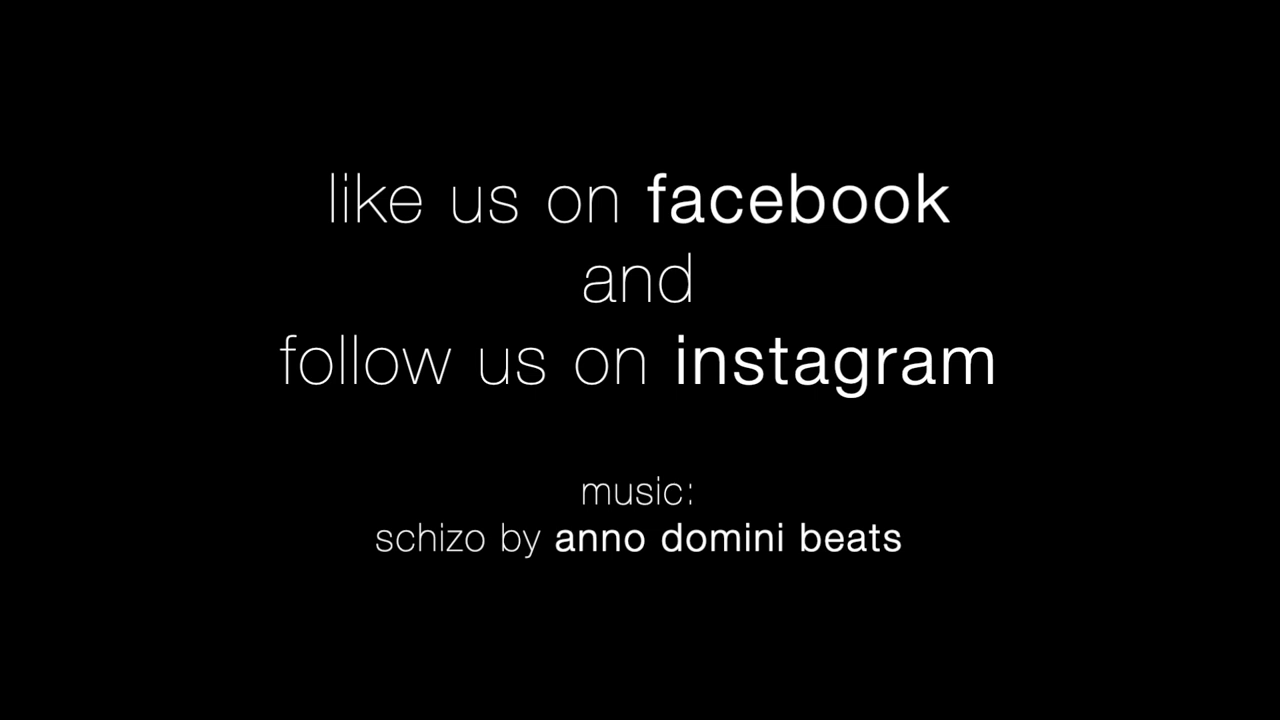 like us on facebook
and
follow us on instagram
music:
schizo by anno domini beats